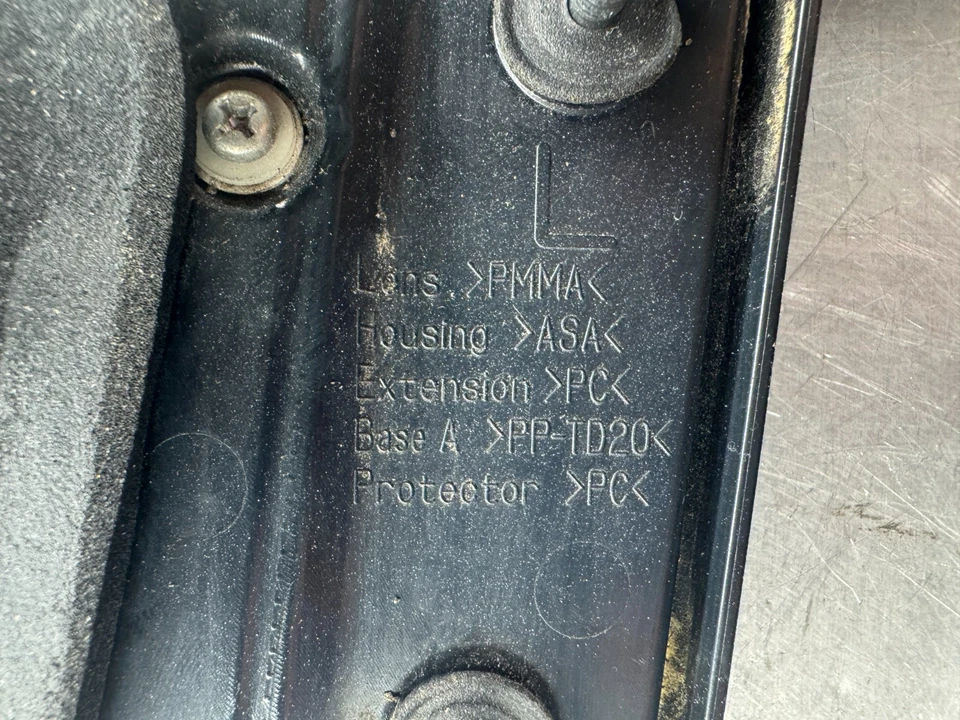 L
Lens >PMMA<
Housing >ASA<
Extension >PC<
Base A >PP-TD20<
Protector >PC<